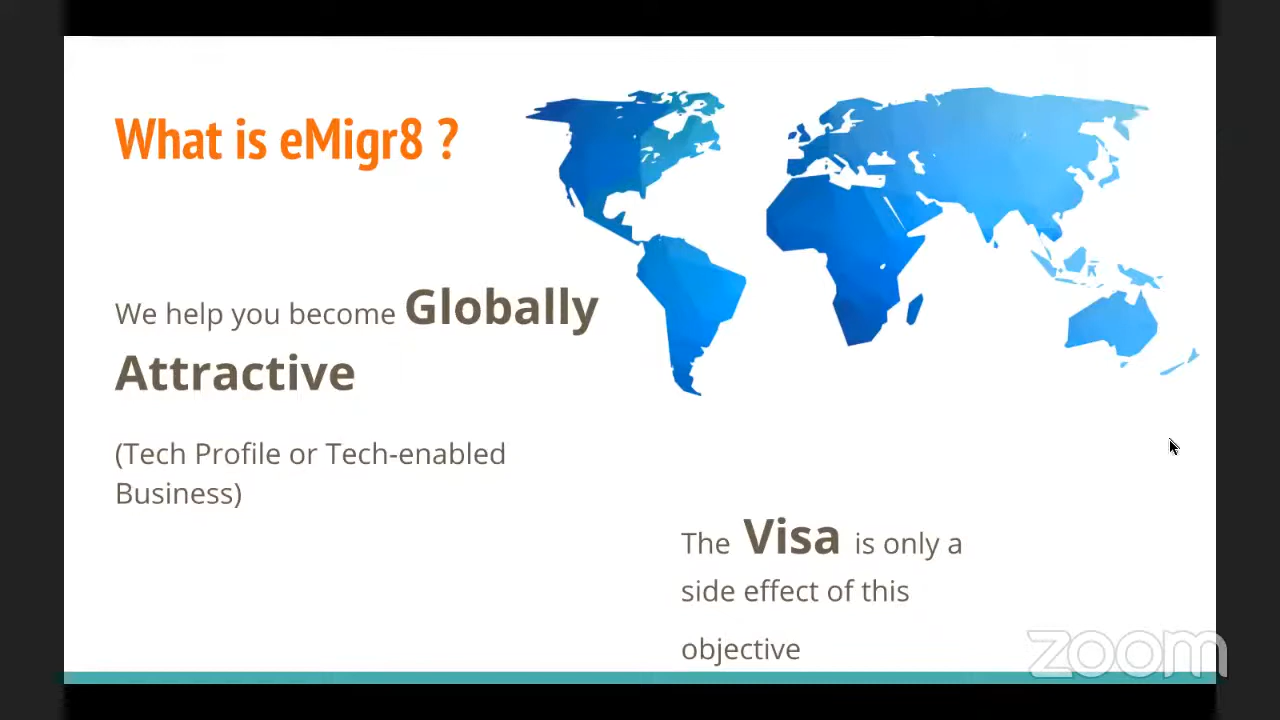 What is eMigr8 ?
We help you become Globally
Attractive
(Tech Profile or Tech-enabled
Business)
The Visa is only a
side effect of this
objective
zoom